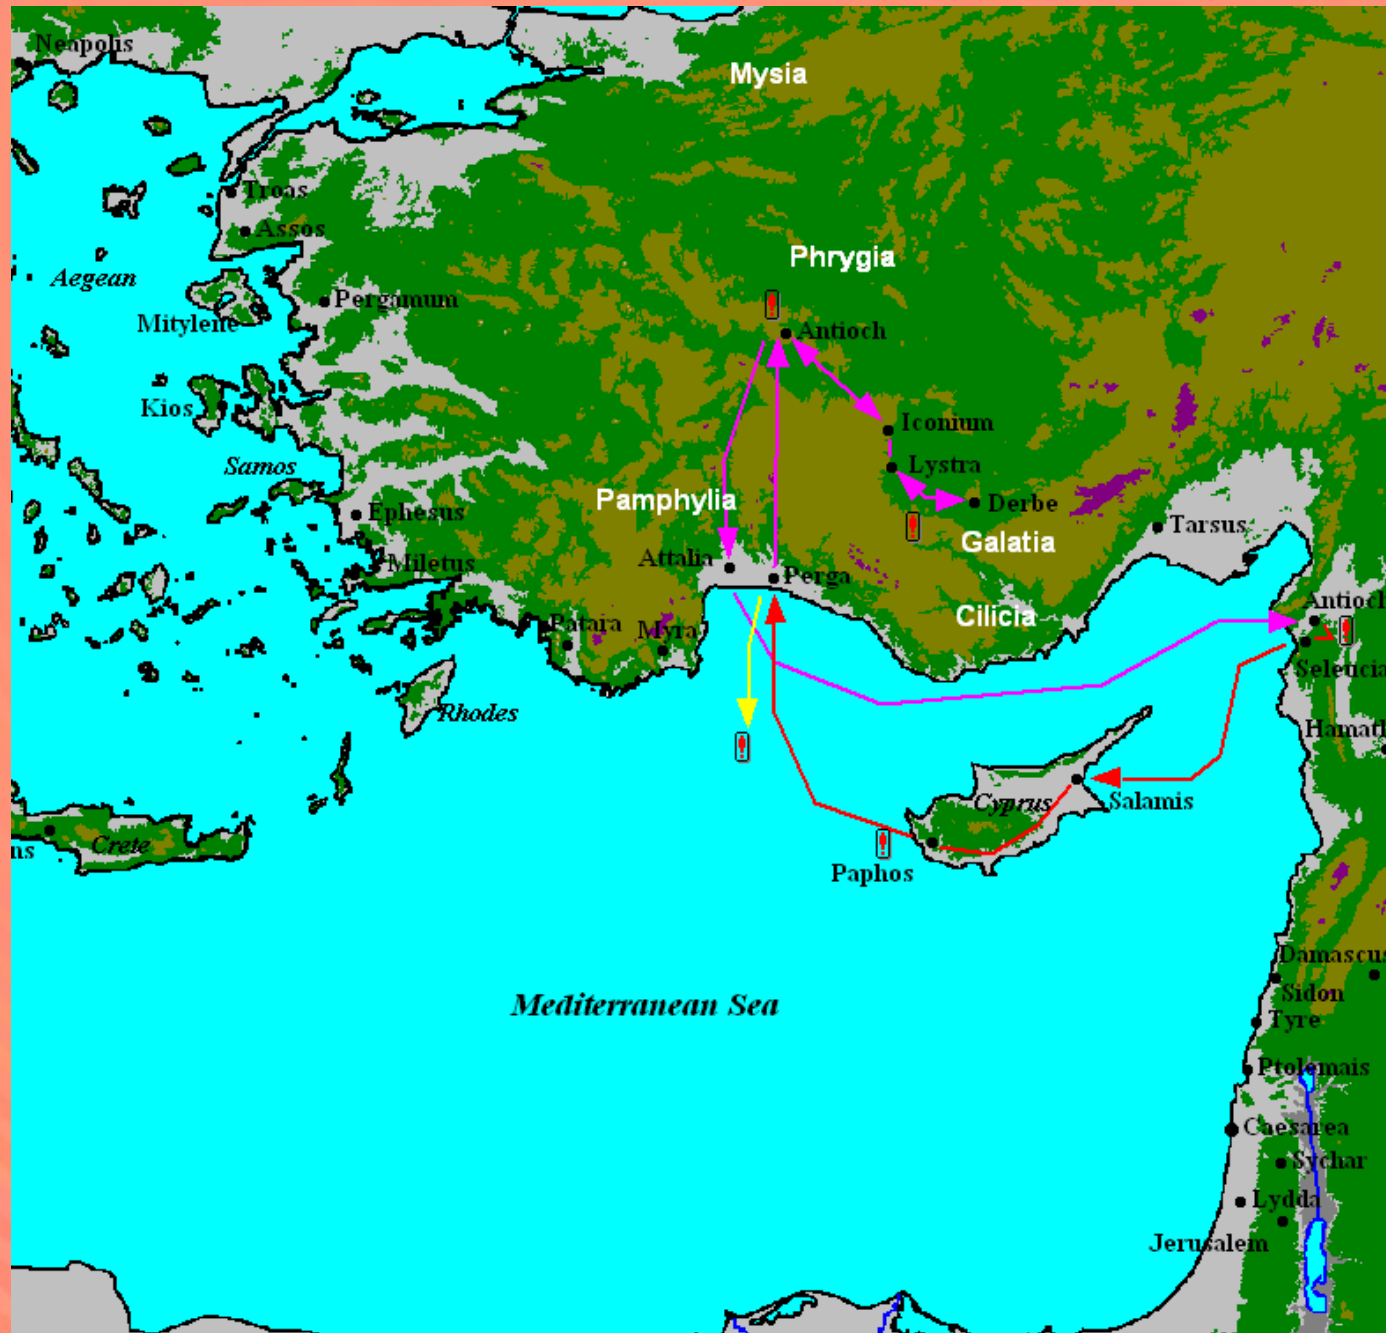 Neapolis
Mysia
Troas
Assos
Phrygia
Aegean
Pergamum
Mitylene
Antioch
Kios
Iconium
Samos
Lystra
Pamphylia
Derbe
Ephesus
Tarsus
Galatia
Miletus
Attalia
Perga
Antioch
Cilicia
Patara
Myra
Seleucia
Rhodes
Hamath
Cyprus
Salamis
Crete
ns
Paphos
Damascus
Sidon
Mediterranean Sea
Tyre
Ptolemais
Caesarea
Sychar
Lydda
Jerusalem